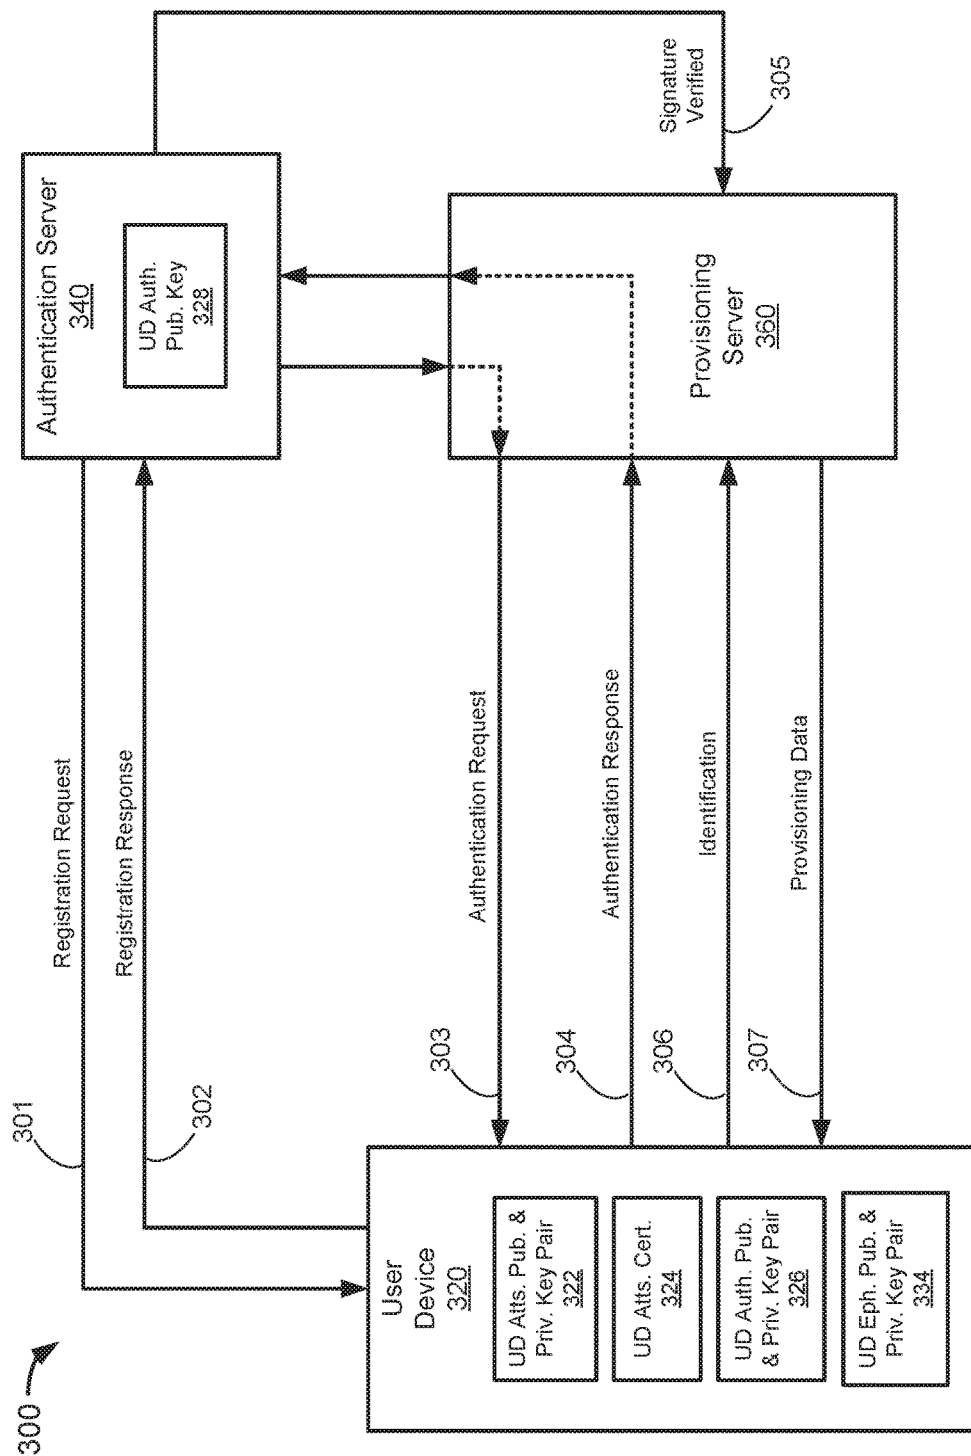 300
301
302
Registration Request
Registration Response
Authentication Server
340
UD Auth.
Pub. Key
328
User
Device
320
UD Atts. Pub. &
Priv. Key Pair
322
UD Atts. Cert.
324
UD Auth. Pub.
& Priv. Key Pair
326
UD Eph. Pub. &
Priv. Key Pair
334
303
Authentication Request
304
Authentication Response
306
Identification
307
Provisioning Data
Provisioning
Server
360
Signature
Verified
305